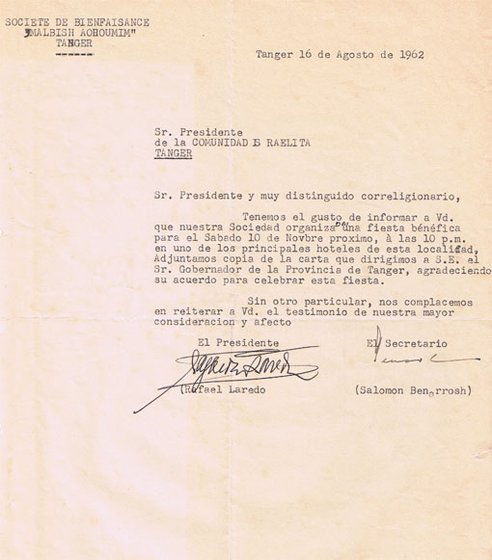 SOCIETE DE BIENFAISANCE
"MALBISH AOHOUMIM"
TANGER
Tanger 16 de Agosto de 1962
Sr. Presidente
de la COMUNIDAD IS RAELITA
TANGER
Sr. Presidente y muy distinguido correligionario,
Tenemos el gusto de informar a Vd.
que nuestra Sociedad organiza una fiesta bénéfica
para el Sabado 10 de Novbre proximo, à las 10 p.m.
en uno de los principales hoteles de esta localidad,
Adjuntamos copia de la carta que dirigimos a S.E. el
Sr. Gobernador de la Provincia de Tanger, agradeciendo
su acuerdo para celebrar esta fiesta.
Sin otro particular, nos complacemos
en reiterar a Vd. el testimonio de nuestra mayor
consideracion y afecto
El Presidente El Secretario
(Rafael Laredo (Salomon Benarrosh)